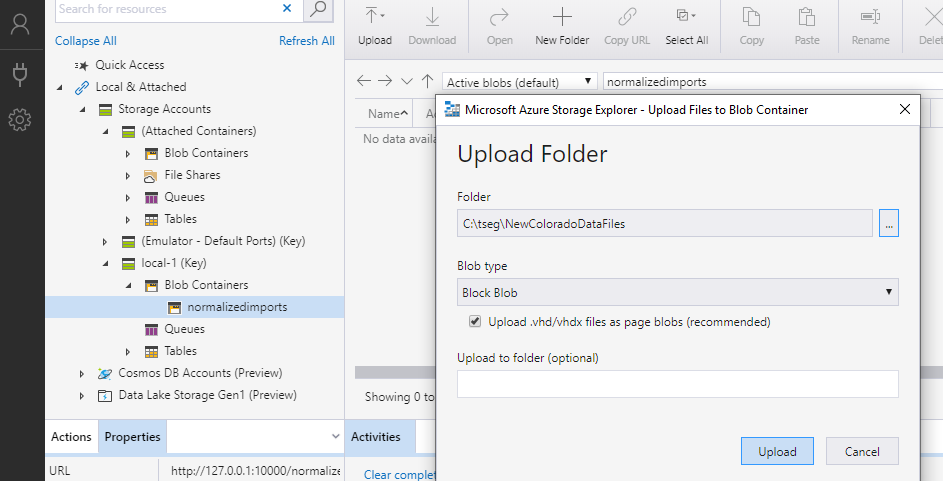 Search for resources
Collapse All
Refresh All
Quick Access
Local & Attached
Storage Accounts
(Attached Containers)
Blob Containers
File Shares
Queues
Tables
(Emulator - Default Ports) (Key)
local-1 (Key)
Blob Containers
normalizedimports
Queues
Tables
Cosmos DB Accounts (Preview)
Data Lake Storage Gen1 (Preview)
Actions
Properties
URL
http://127.0.0.1:10000/normalize
Upload
Download
Open
New Folder
Copy URL
Select All
Copy
Paste
Rename
Delet
Active blobs (default)
normalizedimports
Name
No data availa
Showing 0 to
Activities
Clear complet
Microsoft Azure Storage Explorer - Upload Files to Blob Container
Upload Folder
Folder
C:\tseg\NewColoradoDataFiles
...
Blob type
Block Blob
Upload .vhd/vhdx files as page blobs (recommended)
Upload to folder (optional)
Upload
Cancel